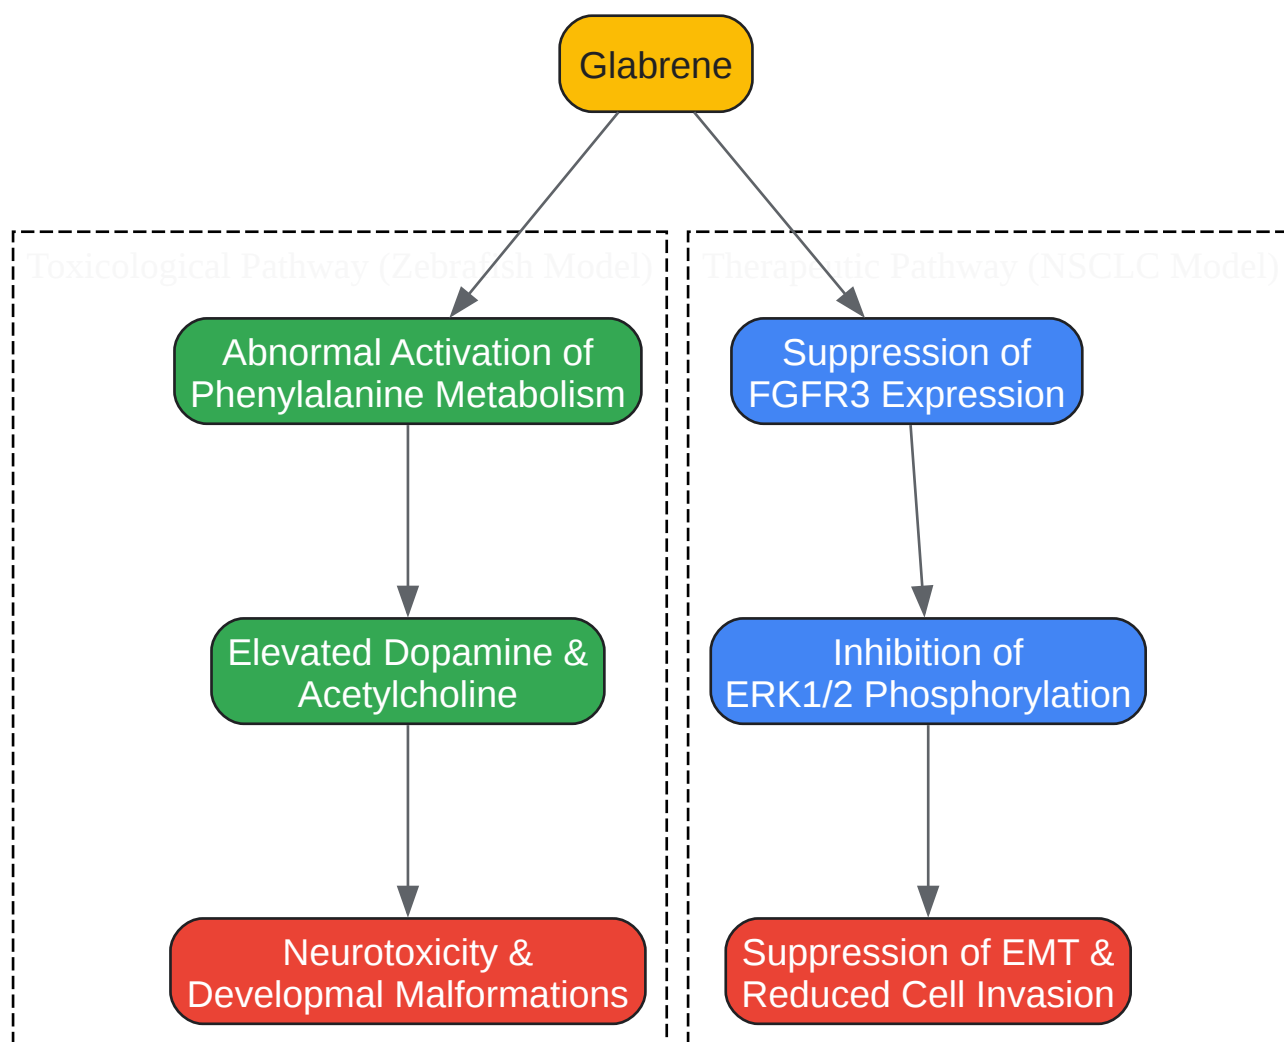 Glabrene
Toxicological Pathway (Zebrafish Model)
Therapeutic Pathway (NSCLC Model)
Abnormal Activation of
Phenylalanine Metabolism
Suppression of
FGFR3 Expression
Elevated Dopamine &
Acetylcholine
Inhibition of
ERK1/2 Phosphorylation
Neurotoxicity &
Developmal Malformations
Suppression of EMT &
Reduced Cell Invasion